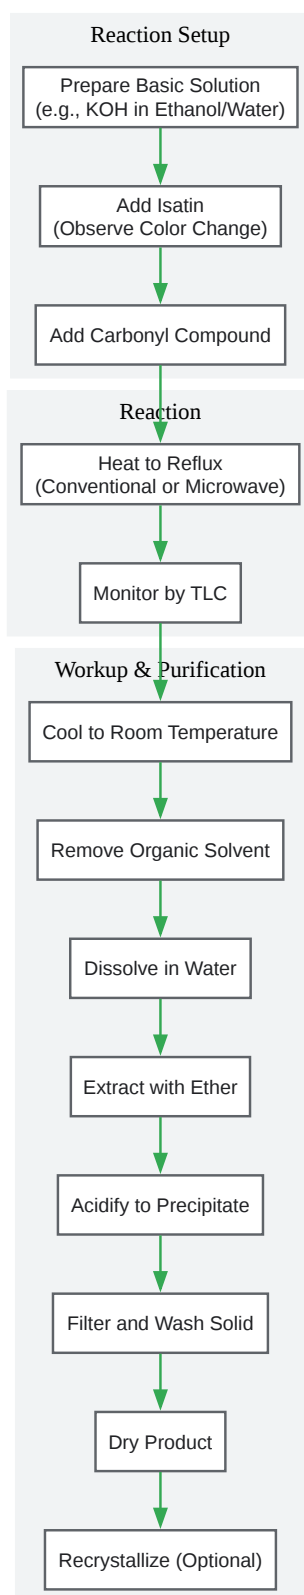 Reaction Setup
Prepare Basic Solution
(e.g., KOH in Ethanol/Water)
Add Isatin
(Observe Color Change)
Add Carbonyl Compound
Reaction
Heat to Reflux
(Conventional or Microwave)
Monitor by TLC
Workup & Purification
Cool to Room Temperature
Remove Organic Solvent
Dissolve in Water
Extract with Ether
Acidify to Precipitate
Filter and Wash Solid
Dry Product
Recrystallize (Optional)